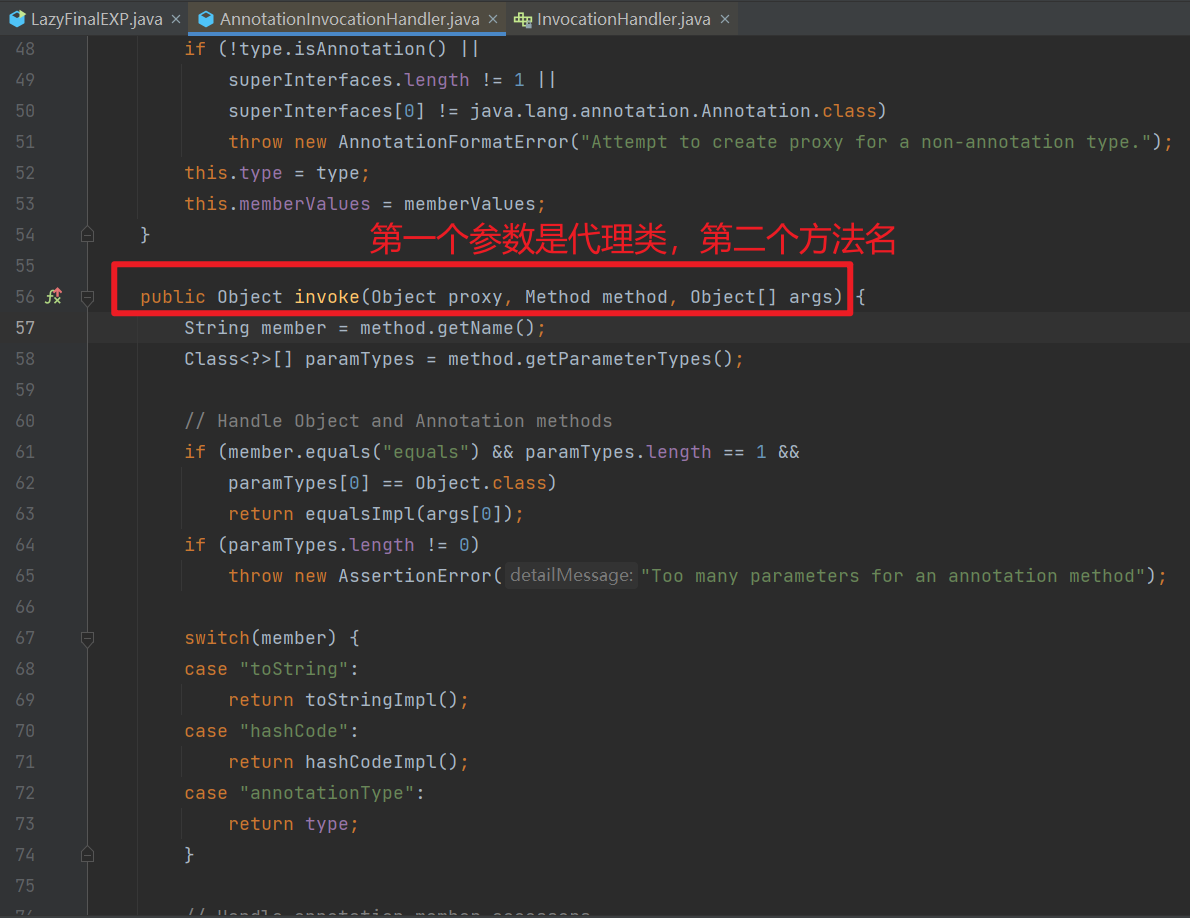 LazyFinalEXP.java × AnnotationInvocationHandler.java × InvocationHandler.java ×
48 if (!type.isAnnotation() ||
49 superInterfaces.length != 1 ||
50 superInterfaces[0] != java.lang.annotation.Annotation.class)
51 throw new AnnotationFormatError("Attempt to create proxy for a non-annotation type.");
52 this.type = type;
53 this.memberValues = memberValues;
54 }
第一个参数是代理类，第二个方法名
55
56 public Object invoke(Object proxy, Method method, Object[] args) {
57 String member = method.getName();
58 Class<?>[] paramTypes = method.getParameterTypes();
59
60 // Handle Object and Annotation methods
61 if (member.equals("equals") && paramTypes.length == 1 &&
62 paramTypes[0] == Object.class)
63 return equalsImpl(args[0]);
64 if (paramTypes.length != 0)
65 throw new AssertionError( detailMessage: "Too many parameters for an annotation method");
66
67 switch(member) {
68 case "toString":
69 return toStringImpl();
70 case "hashCode":
71 return hashCodeImpl();
72 case "annotationType":
73 return type;
74 }
75